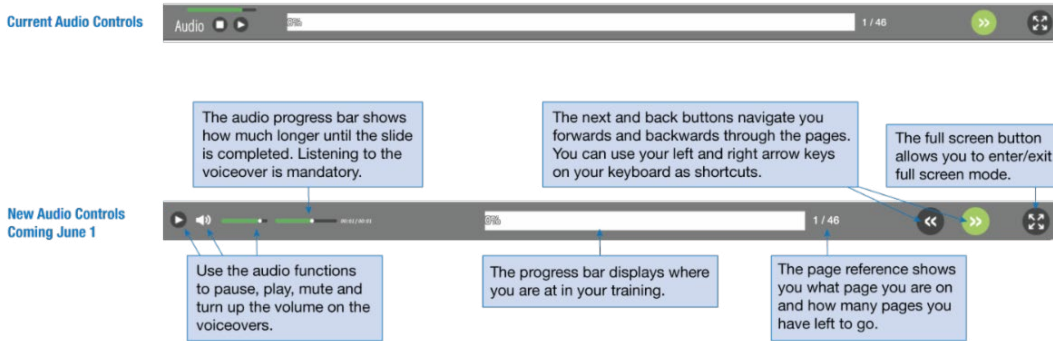 Current Audio Controls
Audio
0%
1 / 46
The audio progress bar shows
how much longer until the slide
is completed. Listening to the
voiceover is mandatory.
The next and back buttons navigate you
forwards and backwards through the pages.
You can use your left and right arrow keys
on your keyboard as shortcuts.
The full screen button
allows you to enter/exit
full screen mode.
New Audio Controls
Coming June 1
0%
1 / 46
Use the audio functions
to pause, play, mute and
turn up the volume on the
voiceovers.
The progress bar displays where
you are at in your training.
The page reference shows
you what page you are on
and how many pages you
have left to go.